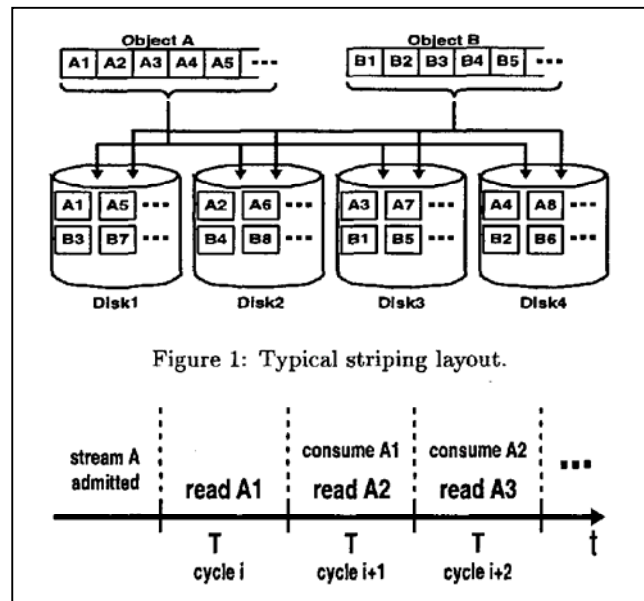 Object A Object B
A1 A2 A3 A4 A5 ... B1 B2 B3 B4 B5 ...
A1 A5 ... A2 A6 ... A3 A7 ... A4 A8 ...
B3 B7 ... B4 B8 ... B1 B5 ... B2 B6 ...
Disk1 Disk2 Disk3 Disk4
Figure 1: Typical striping layout.
stream A consume A1 consume A2
admitted read A1 read A2 read A3 ...
T T T t
cycle i cycle i+1 cycle i+2